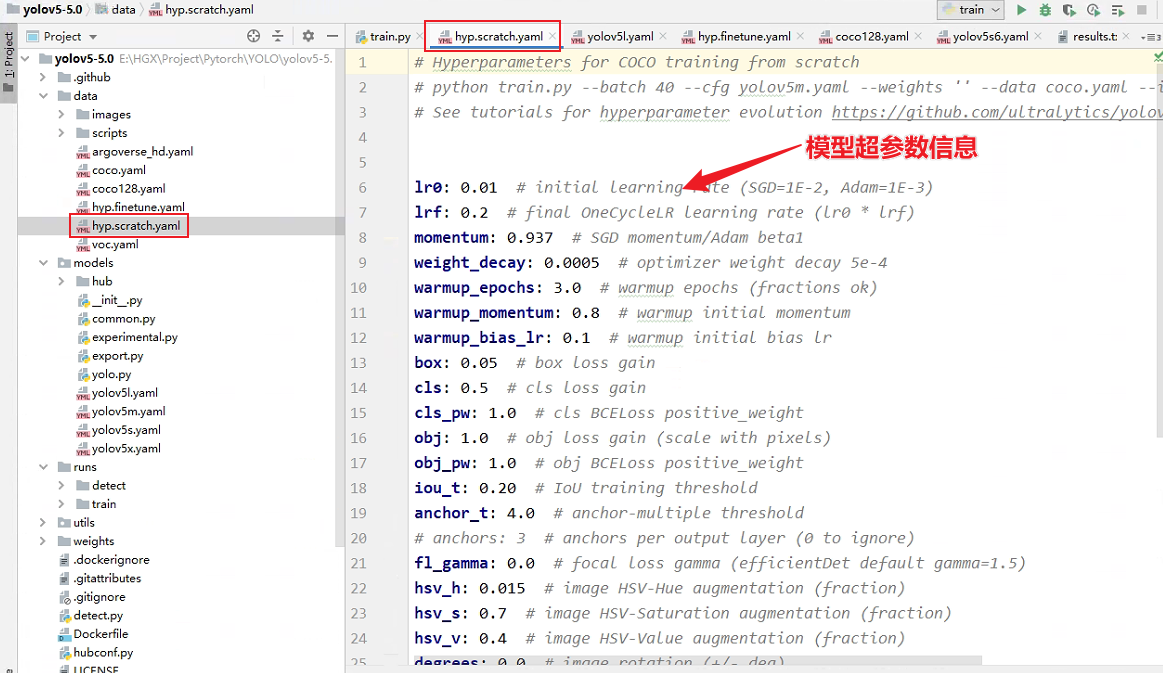 yolov5-5.0 data hyp.scratch.yaml
train
1: Project
Project
yolov5-5.0 E:\HGX\Project\Pytorch\YOLO\yolov5-5.
.github
data
images
scripts
argoverse_hd.yaml
coco.yaml
coco128.yaml
hyp.finetune.yaml
hyp.scratch.yaml
voc.yaml
models
hub
__init__.py
common.py
experimental.py
export.py
yolo.py
yolov5l.yaml
yolov5m.yaml
yolov5s.yaml
yolov5x.yaml
runs
detect
train
utils
weights
.dockerignore
.gitattributes
.gitignore
detect.py
Dockerfile
hubconf.py
LICENSE
train.py hyp.scratch.yaml yolov5l.yaml hyp.finetune.yaml coco128.yaml yolov5s6.yaml results.t
1 # Hyperparameters for COCO training from scratch
2 # python train.py --batch 40 --cfg yolov5m.yaml --weights '' --data coco.yaml
3 # See tutorials for hyperparameter evolution https://github.com/ultralytics/yolov
4
5
模型超参数信息
6 lr0: 0.01 # initial learning rate (SGD=1E-2, Adam=1E-3)
7 lrf: 0.2 # final OneCycleLR learning rate (lr0 * lrf)
8 momentum: 0.937 # SGD momentum/Adam beta1
9 weight_decay: 0.0005 # optimizer weight decay 5e-4
10 warmup_epochs: 3.0 # warmup epochs (fractions ok)
11 warmup_momentum: 0.8 # warmup initial momentum
12 warmup_bias_lr: 0.1 # warmup initial bias lr
13 box: 0.05 # box loss gain
14 cls: 0.5 # cls loss gain
15 cls_pw: 1.0 # cls BCELoss positive_weight
16 obj: 1.0 # obj loss gain (scale with pixels)
17 obj_pw: 1.0 # obj BCELoss positive_weight
18 iou_t: 0.20 # IoU training threshold
19 anchor_t: 4.0 # anchor-multiple threshold
20 # anchors: 3 # anchors per output layer (0 to ignore)
21 fl_gamma: 0.0 # focal loss gamma (efficientDet default gamma=1.5)
22 hsv_h: 0.015 # image HSV-Hue augmentation (fraction)
23 hsv_s: 0.7 # image HSV-Saturation augmentation (fraction)
24 hsv_v: 0.4 # image HSV-Value augmentation (fraction)
25 degrees: 0.0 # image rotation (+/- deg)